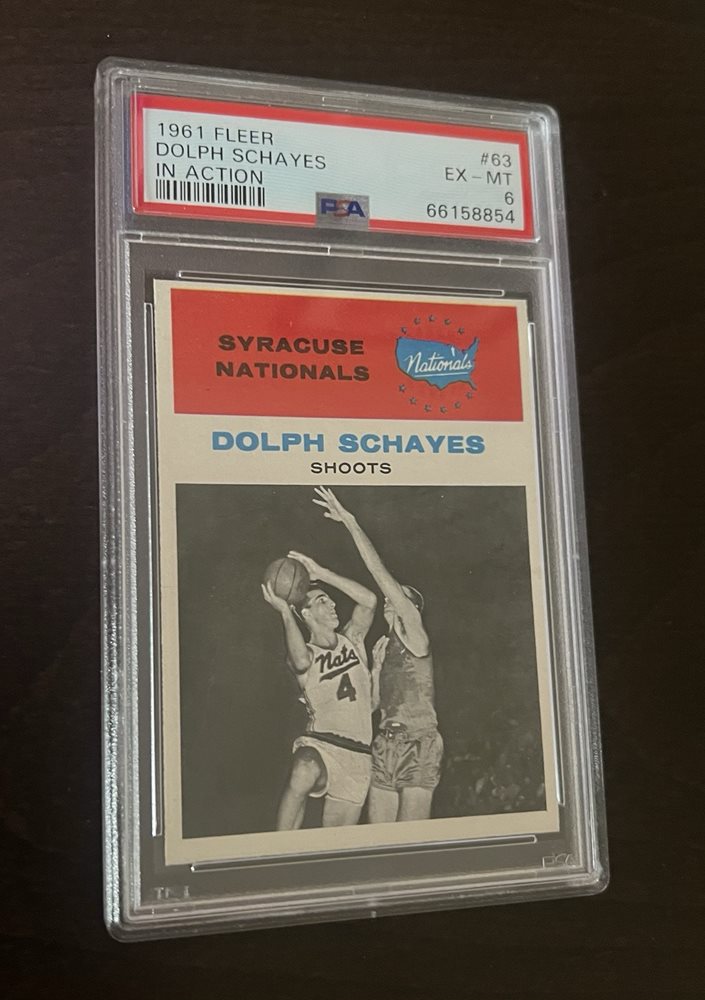 1961 FLEER
DOLPH SCHAYES
IN ACTION
#63
EX - MT
6
66158854
PSA
SYRACUSE
NATIONALS
Nationals
DOLPH SCHAYES
SHOOTS
Nats
4
PSA